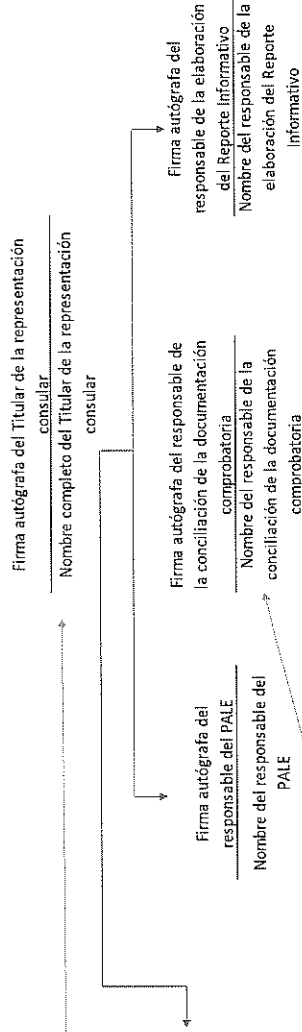 Firma autógrafa del Titular de la representación
consular
Nombre completo del Titular de la representación
consular
Firma autógrafa del
responsable del PALE
Nombre del responsable del
PALE
Firma autógrafa del responsable de
la conciliación de la documentación
comprobatoria
Nombre del responsable de la
conciliación de la documentación
comprobatoria
Firma autógrafa del
responsable de la elaboración
del Reporte Informativo
Nombre del responsable de la
elaboración del Reporte
Informativo